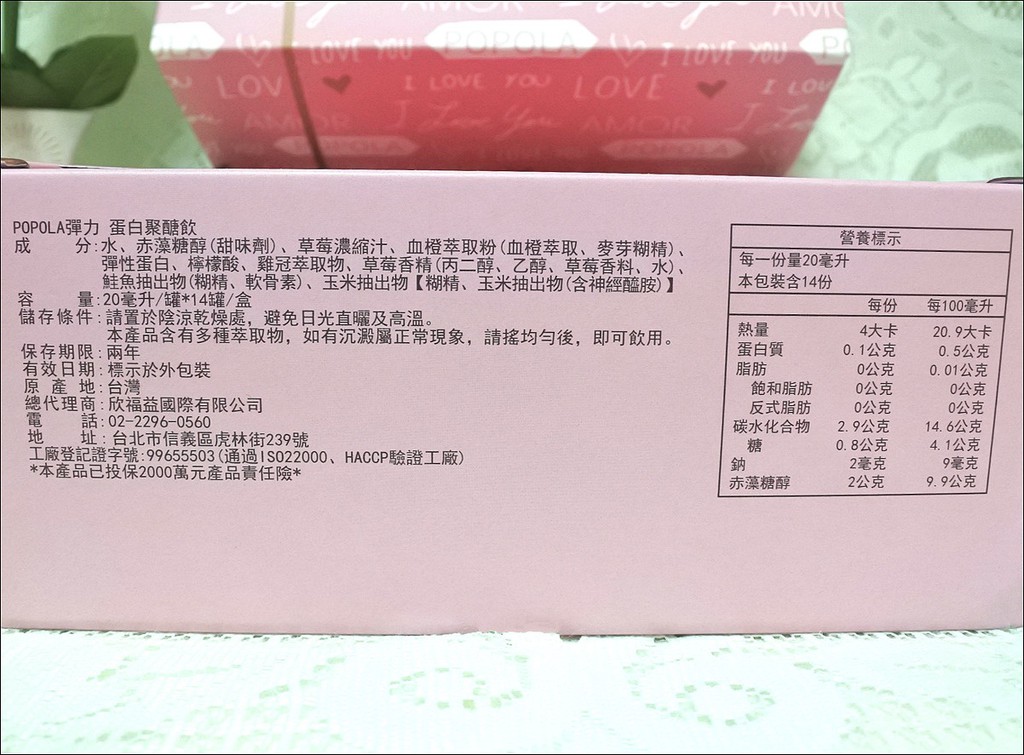 I Love You AMOR
POPOLA
I LOVE YOU
POPOLA
I LOVE YOU
LOVE
I LOVE YOU
LOVE
AMOR
I Love You
AMOR
POPOLA
POPOLA
POPOLA彈力 蛋白聚醣飲
成 分:水、赤藻糖醇(甜味劑)、草莓濃縮汁、血橙萃取粉(血橙萃取、麥芽糊精)、
彈性蛋白、檸檬酸、雞冠萃取物、草莓香精(丙二醇、乙醇、草莓香料、水)、
鮭魚抽出物(糊精、軟骨素)、玉米抽出物【糊精、玉米抽出物(含神經醯胺)】
容 量:20毫升/罐*14罐/盒
儲存條件:請置於陰涼乾燥處,避免日光直曬及高溫。
本產品含有多種萃取物,如有沉澱屬正常現象,請搖均勻後,即可飲用。
保存期限:兩年
有效日期:標示於外包裝
原 產 地:台灣
總代理商:欣福益國際有限公司
電 話:02-2296-0560
地 址:台北市信義區虎林街239號
工廠登記證字號:99655503(通過ISO22000、HACCP驗證工廠)
*本產品已投保2000萬元產品責任險*
營養標示
每一份量20毫升
本包裝含14份
每份 每100毫升
熱量 4大卡 20.9大卡
蛋白質 0.1公克 0.5公克
脂肪 0公克 0.01公克
飽和脂肪 0公克 0公克
反式脂肪 0公克 0公克
碳水化合物 2.9公克 14.6公克
糖 0.8公克 4.1公克
鈉 2毫克 9毫克
赤藻糖醇 2公克 9.9公克